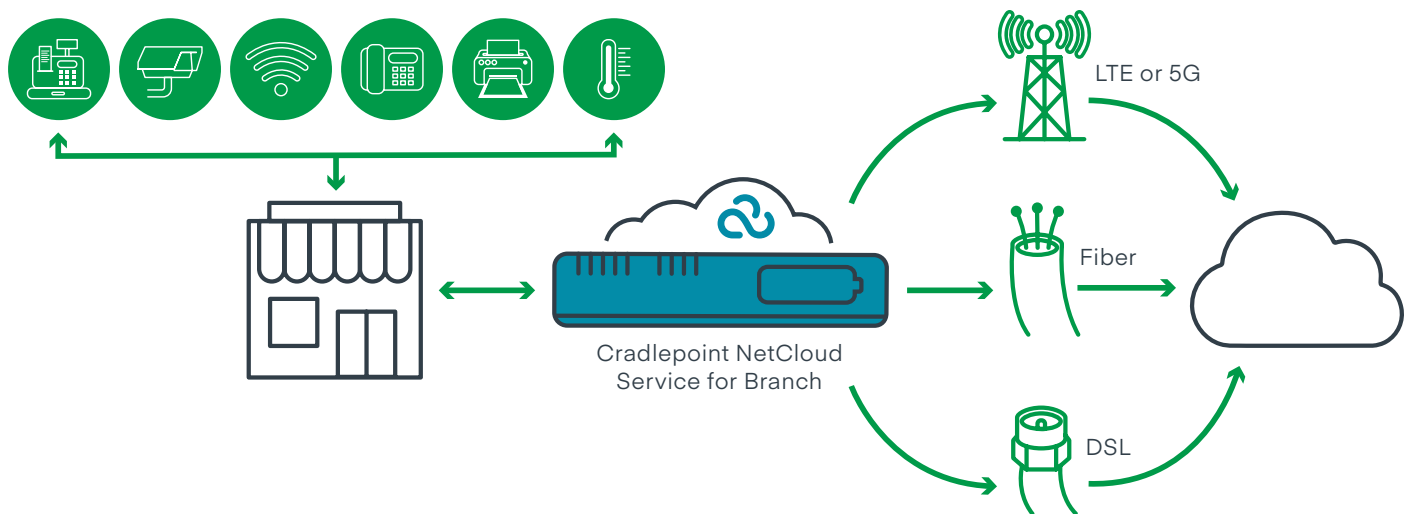 LTE or 5G
Fiber
Cradlepoint NetCloud
Service for Branch
DSL